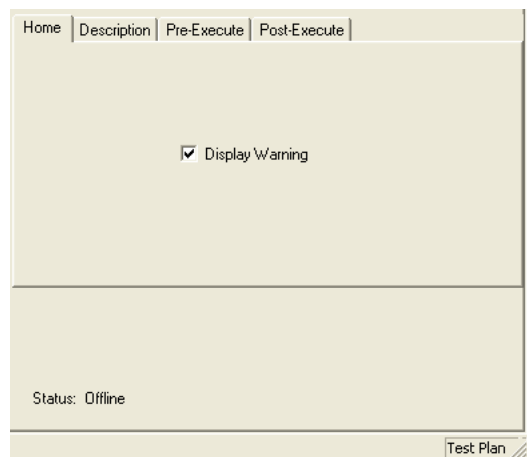 Home Description Pre-Execute Post-Execute
Display Warning
Status: Offline
Test Plan